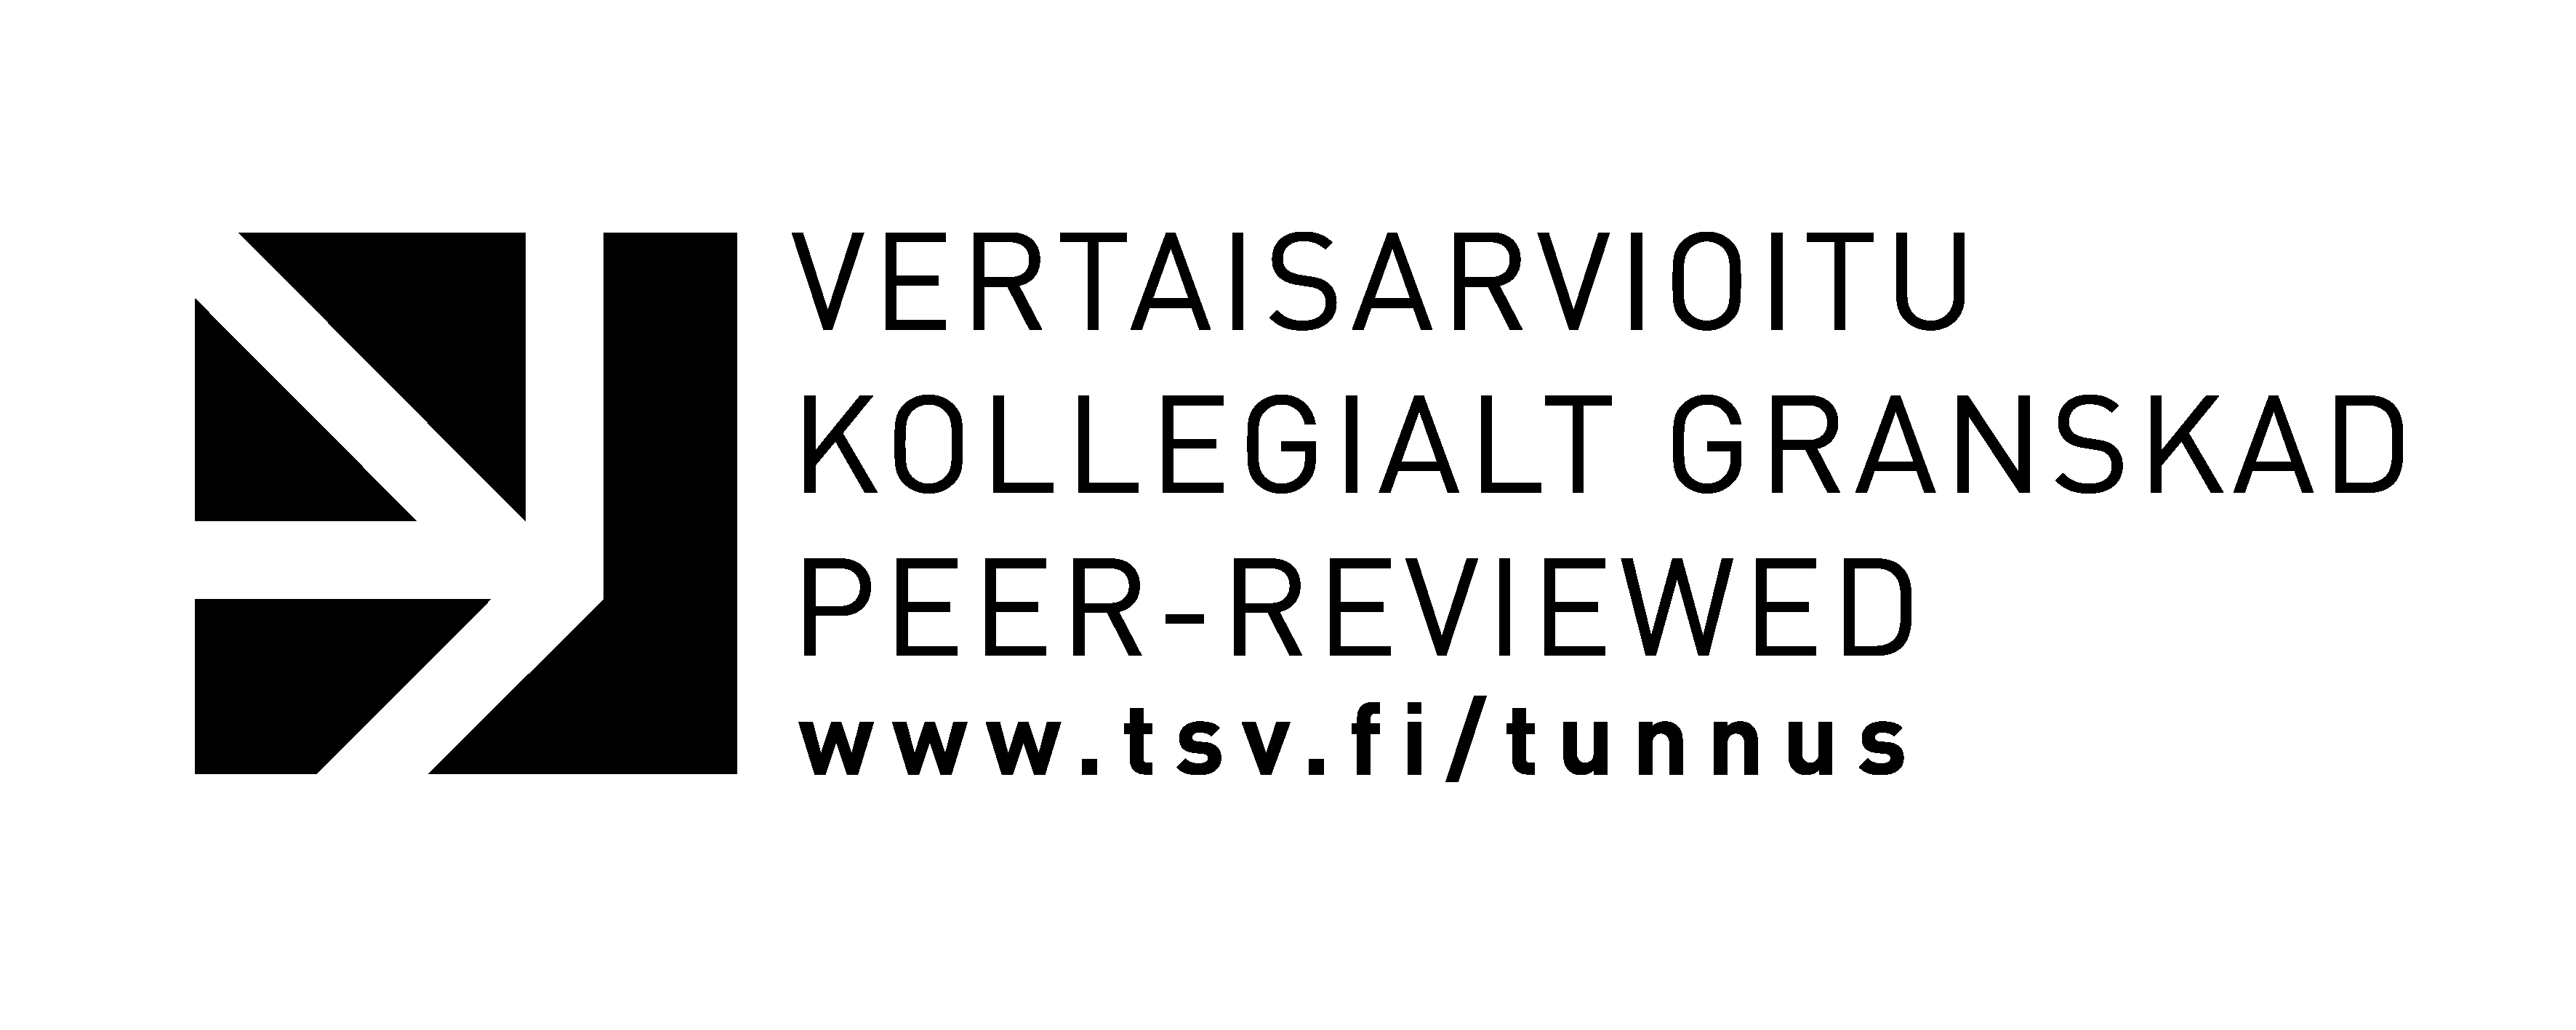 VERTAISARVIOITU
KOLLEGIALT GRANSKAD
PEER-REVIEWED
www.tsv.fi/tunnus